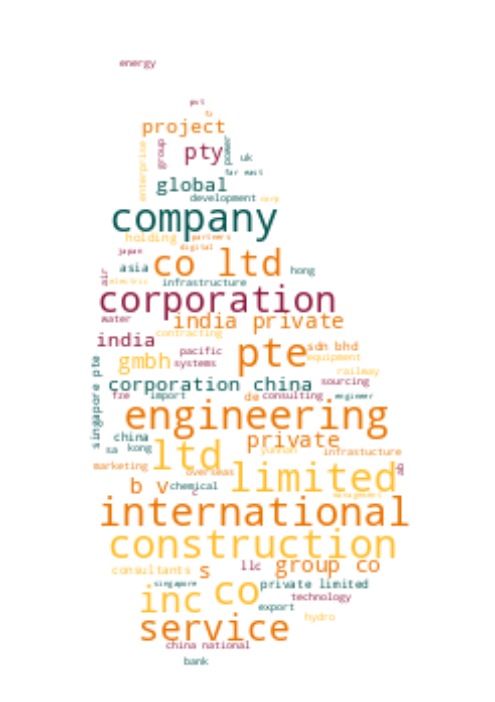 energy
pvt
project
enterprise
group
pty
power
uk
far east
global
development corp
company
holding partners
digital
japan
asia co ltd hong
air
electric infrastructure
corporation
water
india private
contracting
india
pacific
pte
sdn bhd
gmbh
systems
equipment
railway
singapore pte
corporation china
sourcing
fze import
de consulting engineer
engineering
china
private
sa kong
ltd
yunnan
infrastucture
marketing
overseas
ab
limited
b v
chemical
c
management
international
construction
consultants
s
llc
group co
singapore
private limited
inc
co
technology
export
hydro
service
china national
bank